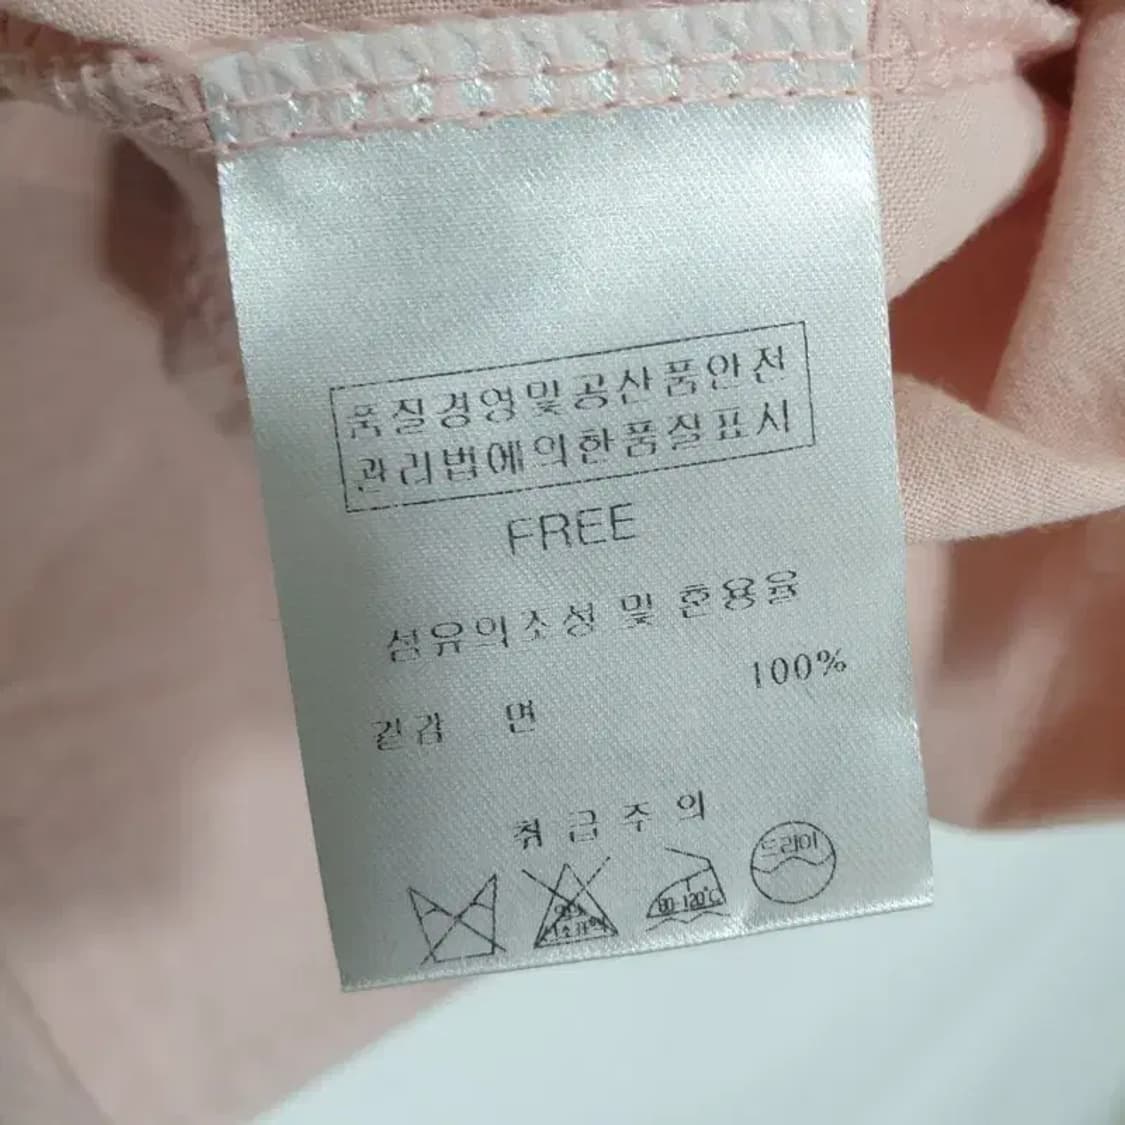 품질경영및공산품안전
관리법에의한품질표시
FREE
섬유의조성 및 혼용율
겉감 면 100%
취급주의
80-120℃
드라이